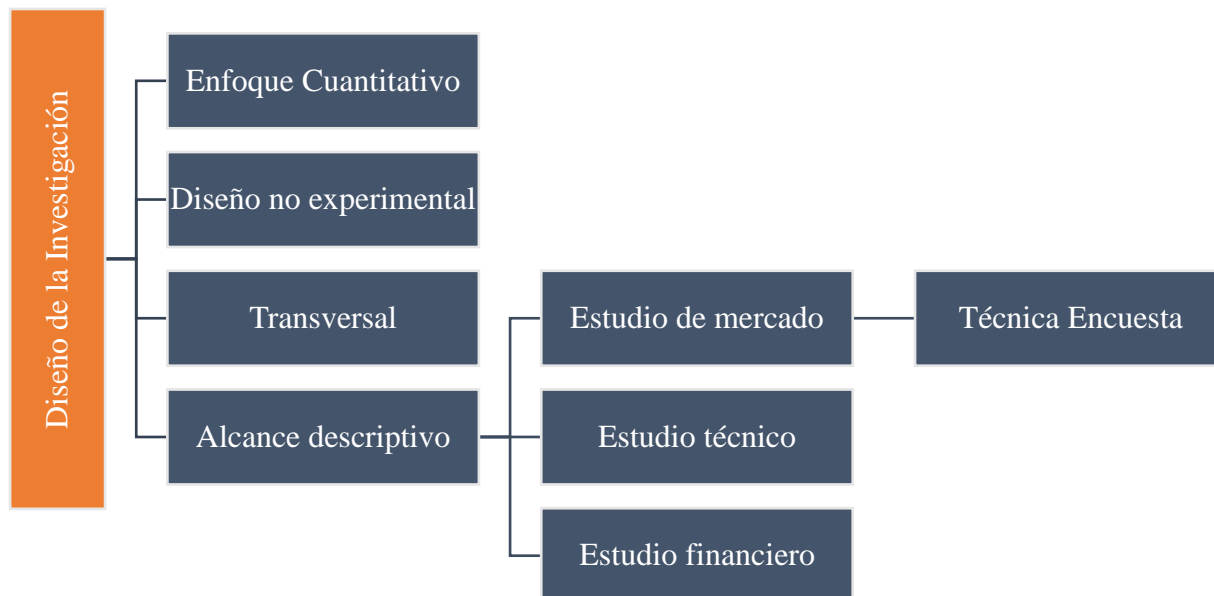 Diseño de la Investigación
Enfoque Cuantitativo
Diseño no experimental
Transversal
Alcance descriptivo
Estudio de mercado
Técnica Encuesta
Estudio técnico
Estudio financiero